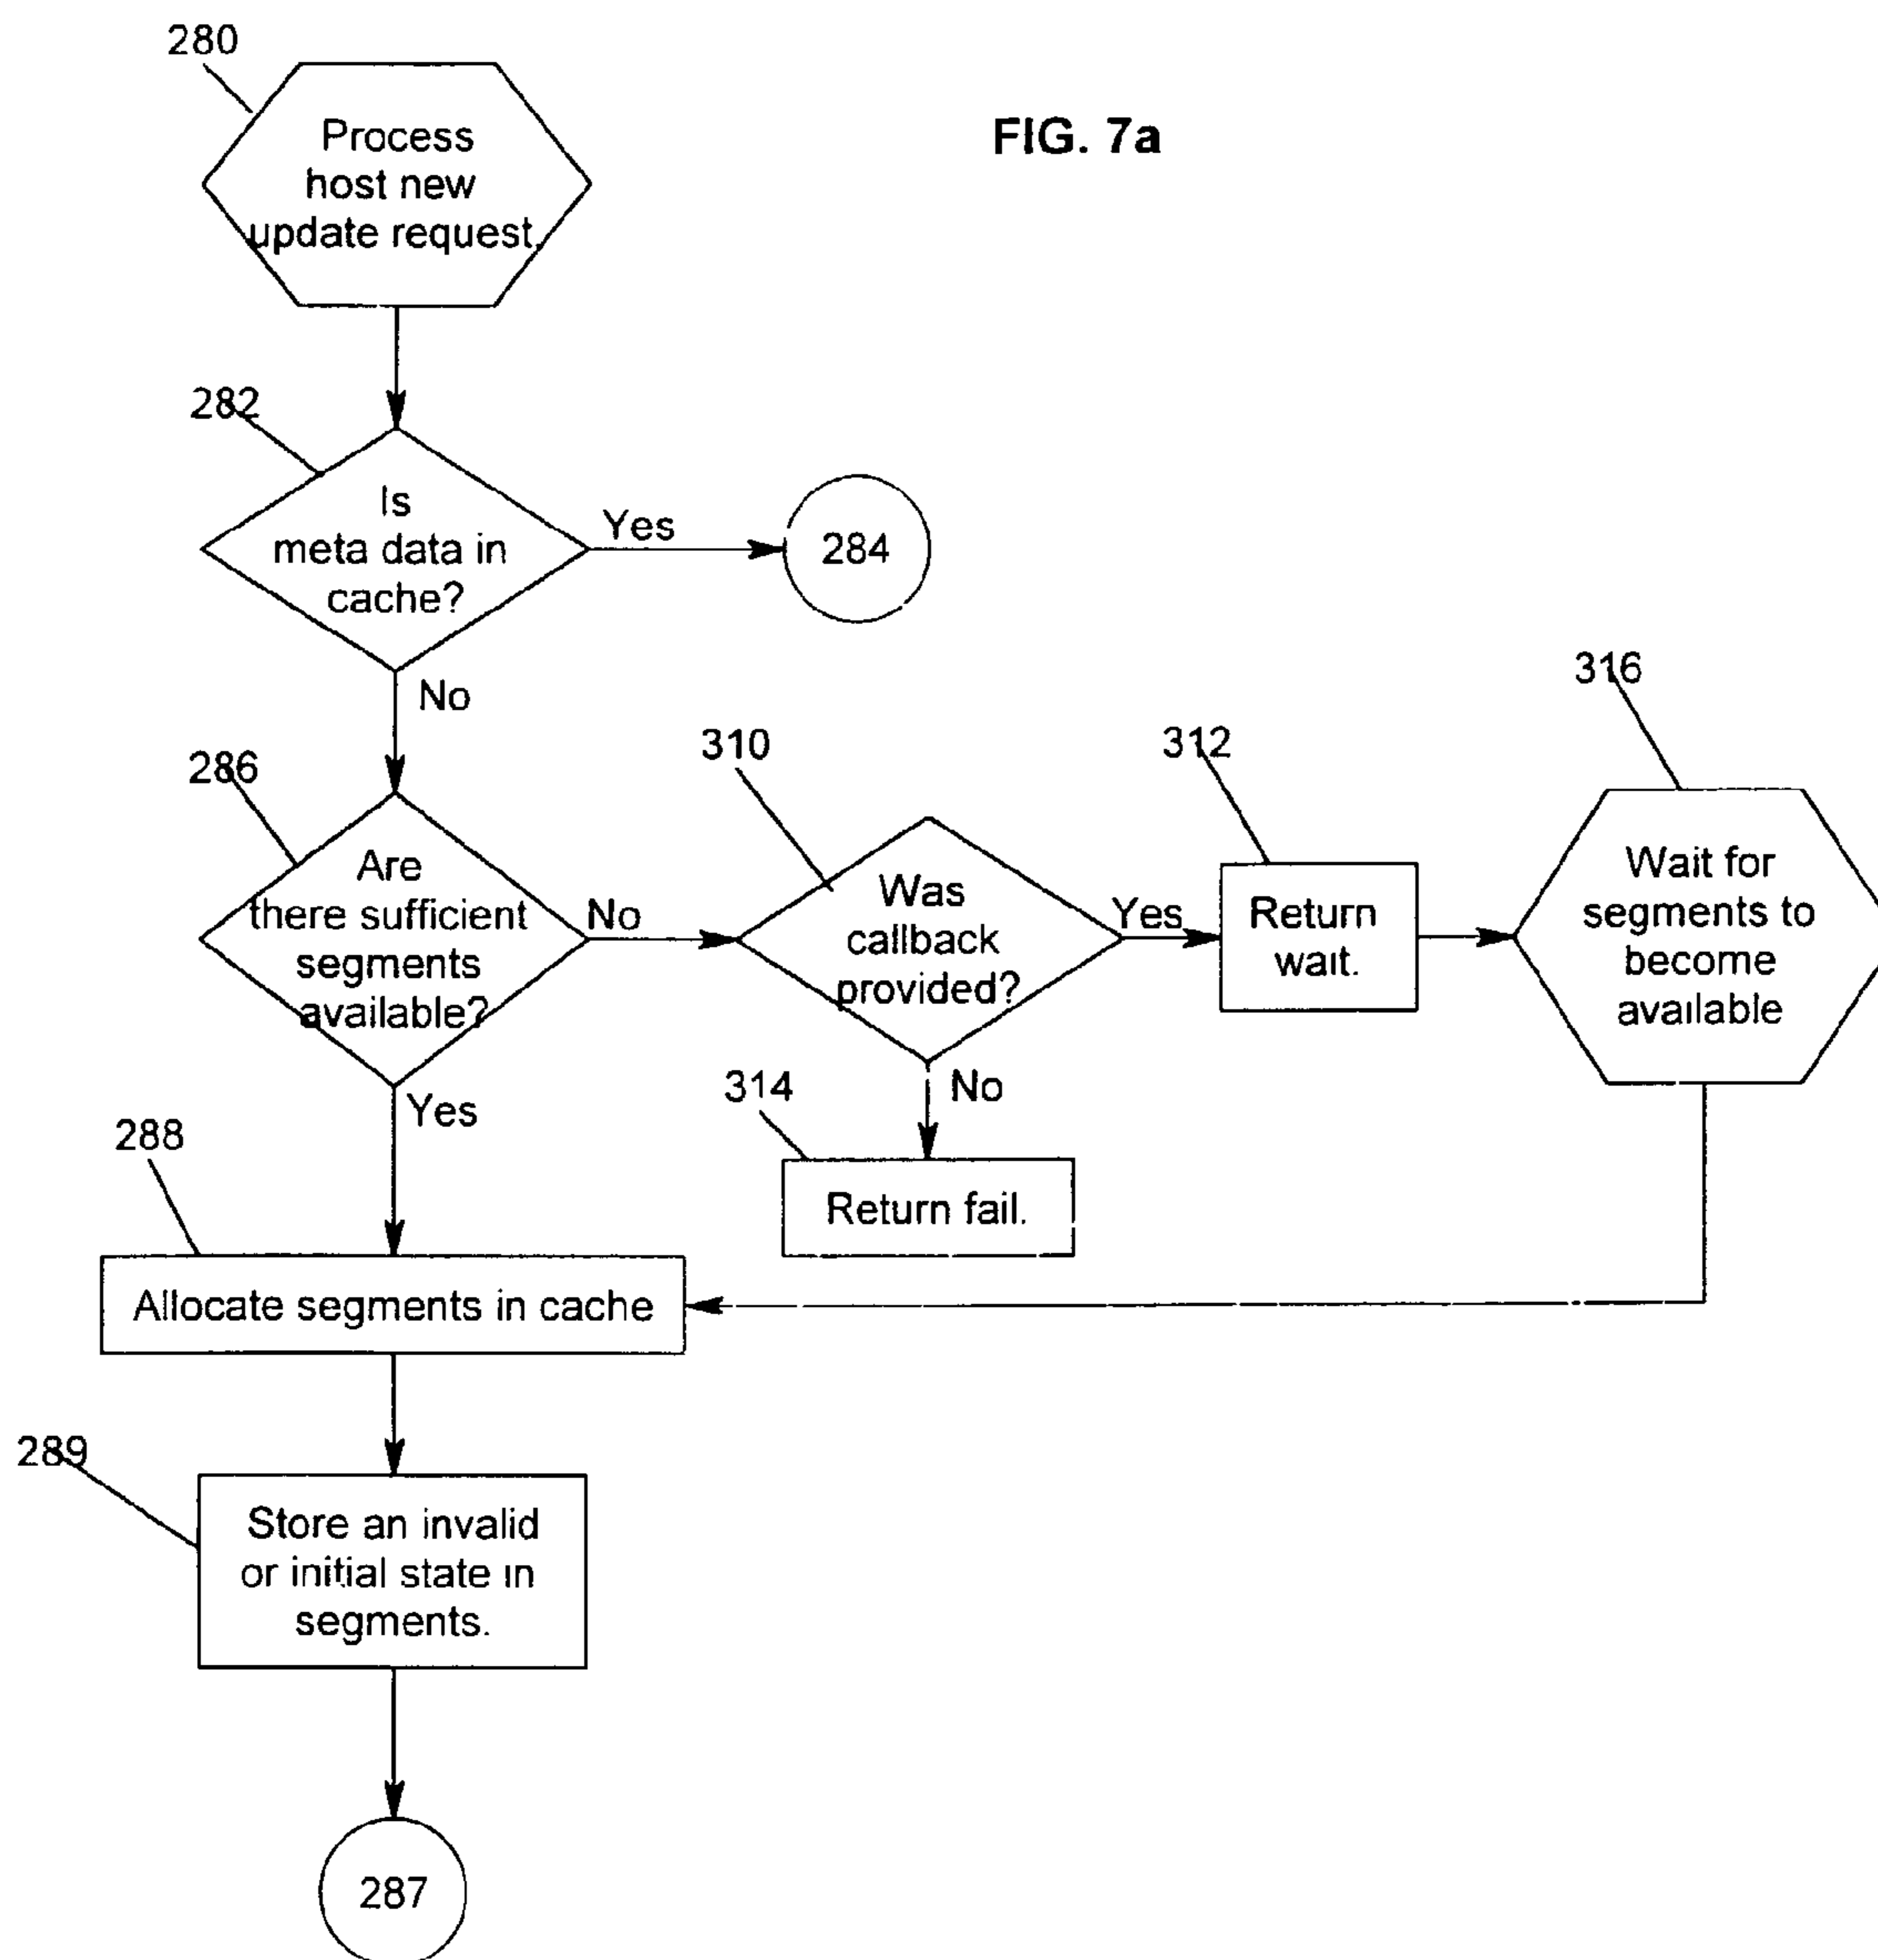 280
FIG. 7a
Process
host new
update request.
282
Is
meta data in
cache?
Yes
284
No
286
Are
there sufficient
segments
available?
No
310
Was
callback
provided?
Yes
312
Return
wait.
316
Wait for
segments to
become
available
No
314
Return fail.
Yes
288
Allocate segments in cache
289
Store an invalid
or initial state in
segments.
287